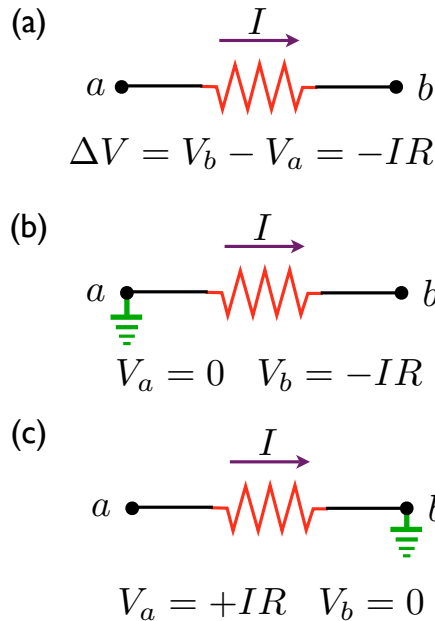 (a)
I
a b
ΔV = V_b − V_a = −IR
(b)
I
a b
V_a = 0 V_b = −IR
(c)
I
a b
V_a = +IR V_b = 0